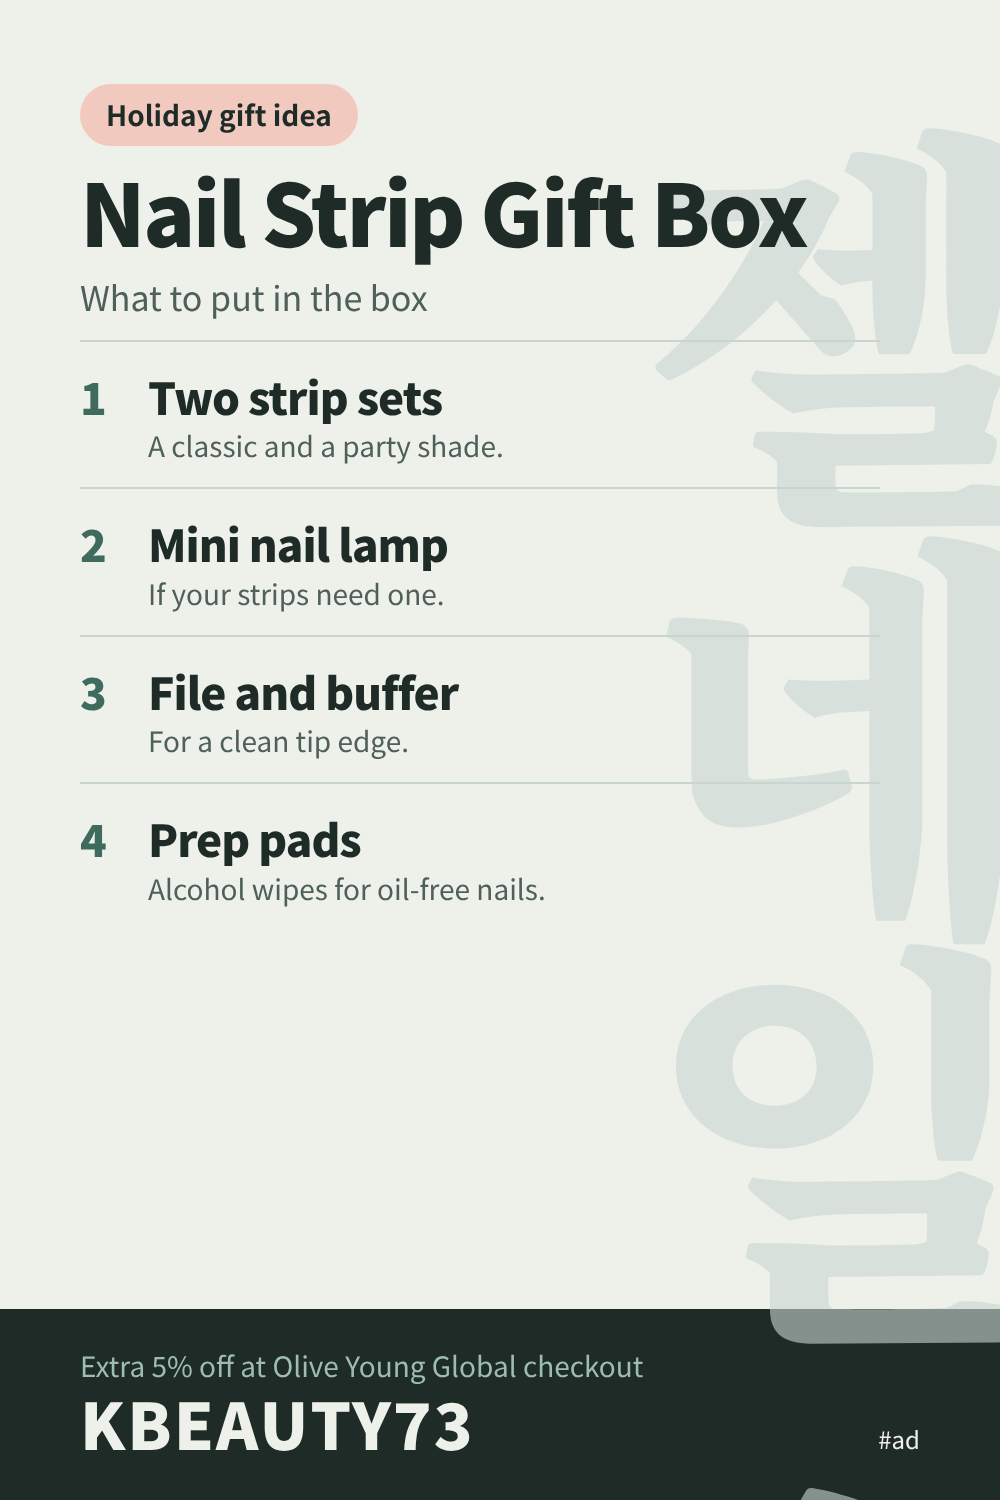 Holiday gift idea
Nail Strip Gift Box
What to put in the box
1 Two strip sets
A classic and a party shade.
2 Mini nail lamp
If your strips need one.
3 File and buffer
For a clean tip edge.
4 Prep pads
Alcohol wipes for oil-free nails.
젤
네
일
Extra 5% off at Olive Young Global checkout
KBEAUTY73
#ad